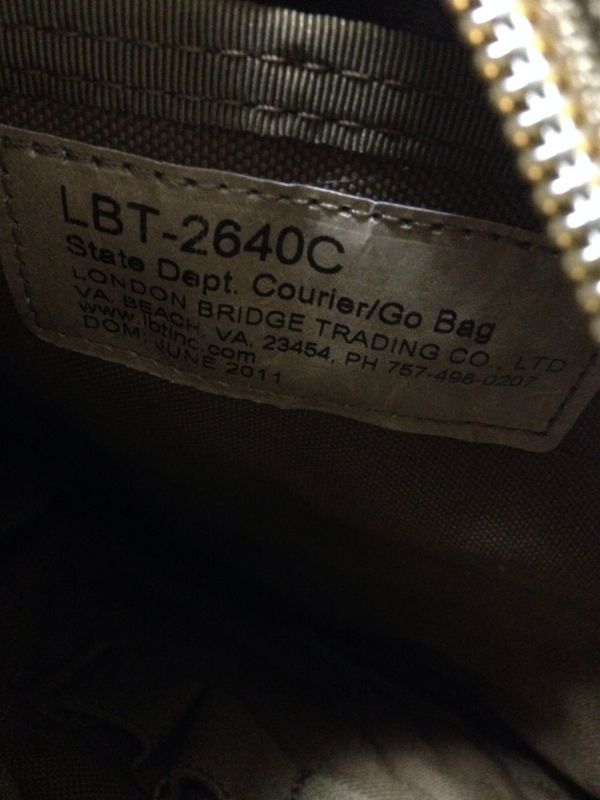 LBT-2640C
State Dept. Courier/Go Bag
LONDON BRIDGE TRADING CO., LTD
VA. BEACH, VA. 23454, PH 757-498-0207
www.lbtinc.com
DOM: JUNE 2011